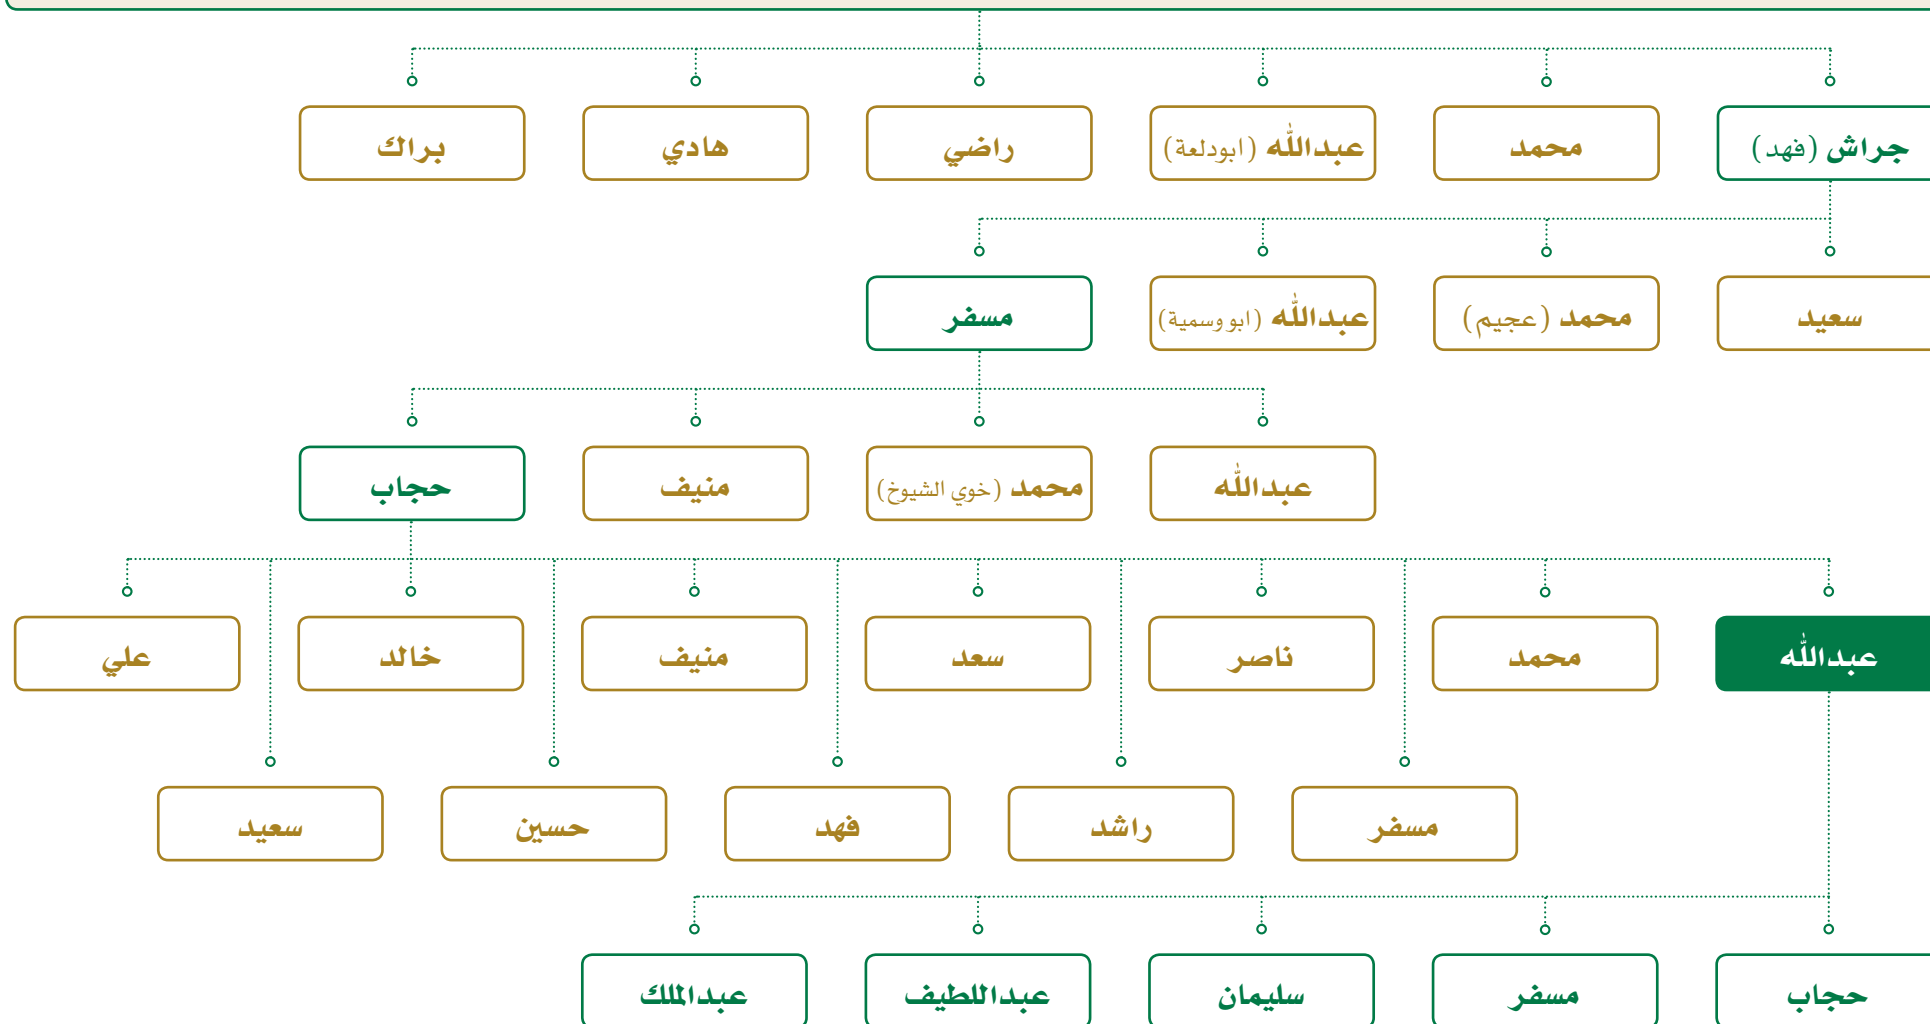 جراش (فهد)
محمد
عبدالله (ابودلعة)
راضي
هادي
براك
سعيد
محمد (عجيم)
عبدالله (ابو وسمية)
مسفر
عبدالله
محمد (خوي الشيوخ)
منيف
حجاب
عبدالله
محمد
ناصر
سعد
منيف
خالد
علي
مسفر
راشد
فهد
حسين
سعيد
حجاب
مسفر
سليمان
عبداللطيف
عبدالملك